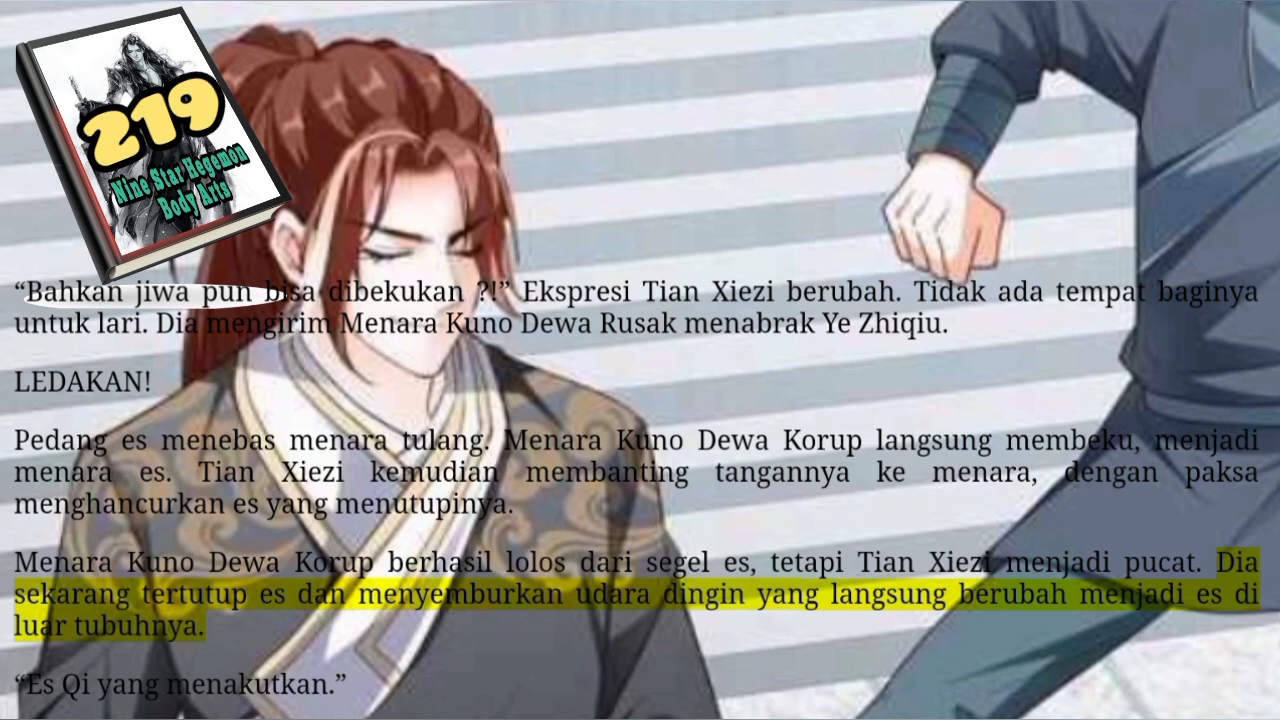 219
Nine Star Hegemon
Body Arts
“Bahkan jiwa pun bisa dibekukan ?!” Ekspresi Tian Xiezi berubah. Tidak ada tempat baginya
untuk lari. Dia mengirim Menara Kuno Dewa Rusak menabrak Ye Zhiqiu.
LEDAKAN!
Pedang es menebas menara tulang. Menara Kuno Dewa Korup langsung membeku, menjadi
menara es. Tian Xiezi kemudian membanting tangannya ke menara, dengan paksa
menghancurkan es yang menutupinya.
Menara Kuno Dewa Korup berhasil lolos dari segel es, tetapi Tian Xiezi menjadi pucat. Dia
sekarang tertutup es dan menyemburkan udara dingin yang langsung berubah menjadi es di
luar tubuhnya.
“Es Qi yang menakutkan.”